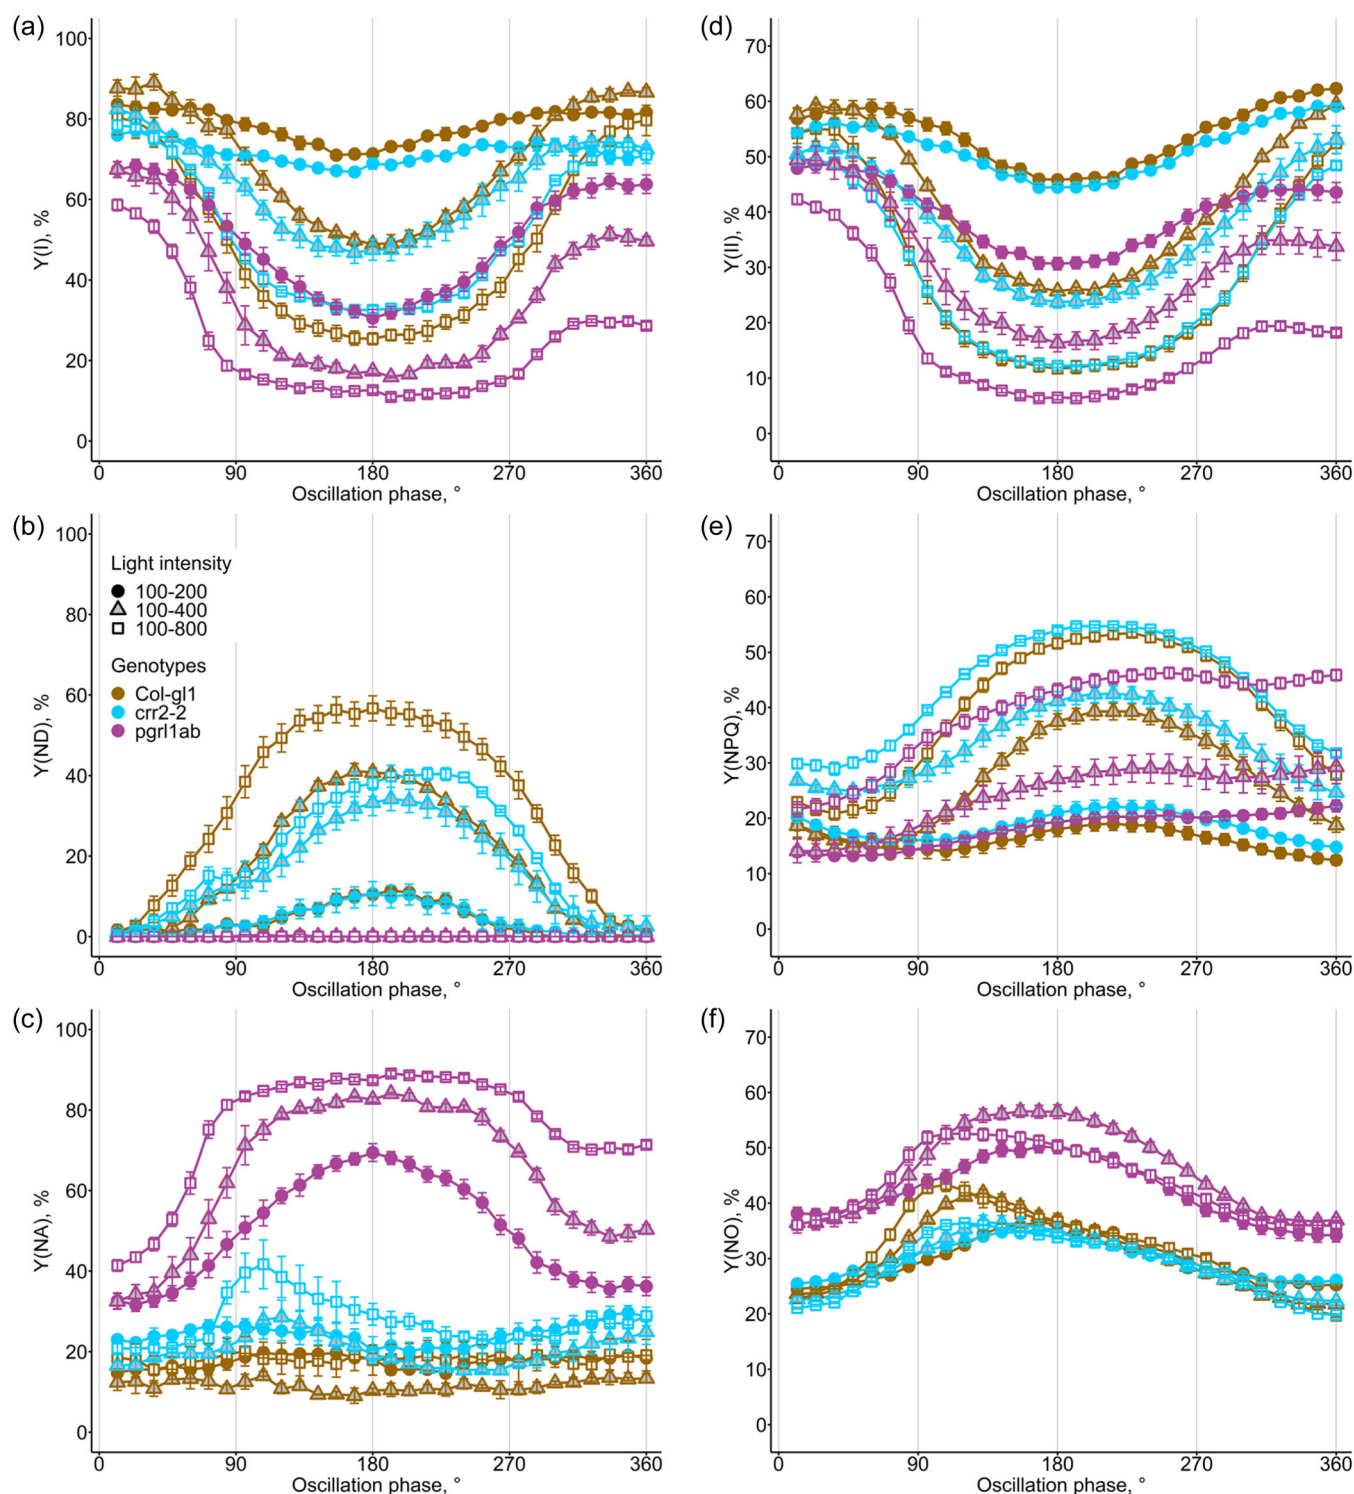 (a)
100
80
60
40
20
0
Y(I), %
0 90 180 270 360
Oscillation phase, °
(d)
70
60
50
40
30
20
10
0
Y(II), %
0 90 180 270 360
Oscillation phase, °
(b)
100
80
60
40
20
0
Y(ND), %
Light intensity
100-200
100-400
100-800
Genotypes
Col-gl1
crr2-2
pgrl1ab
0 90 180 270 360
Oscillation phase, °
(e)
70
60
50
40
30
20
10
0
Y(NPQ), %
0 90 180 270 360
Oscillation phase, °
(c)
100
80
60
40
20
0
Y(NA), %
0 90 180 270 360
Oscillation phase, °
(f)
70
60
50
40
30
20
10
0
Y(NO), %
0 90 180 270 360
Oscillation phase, °